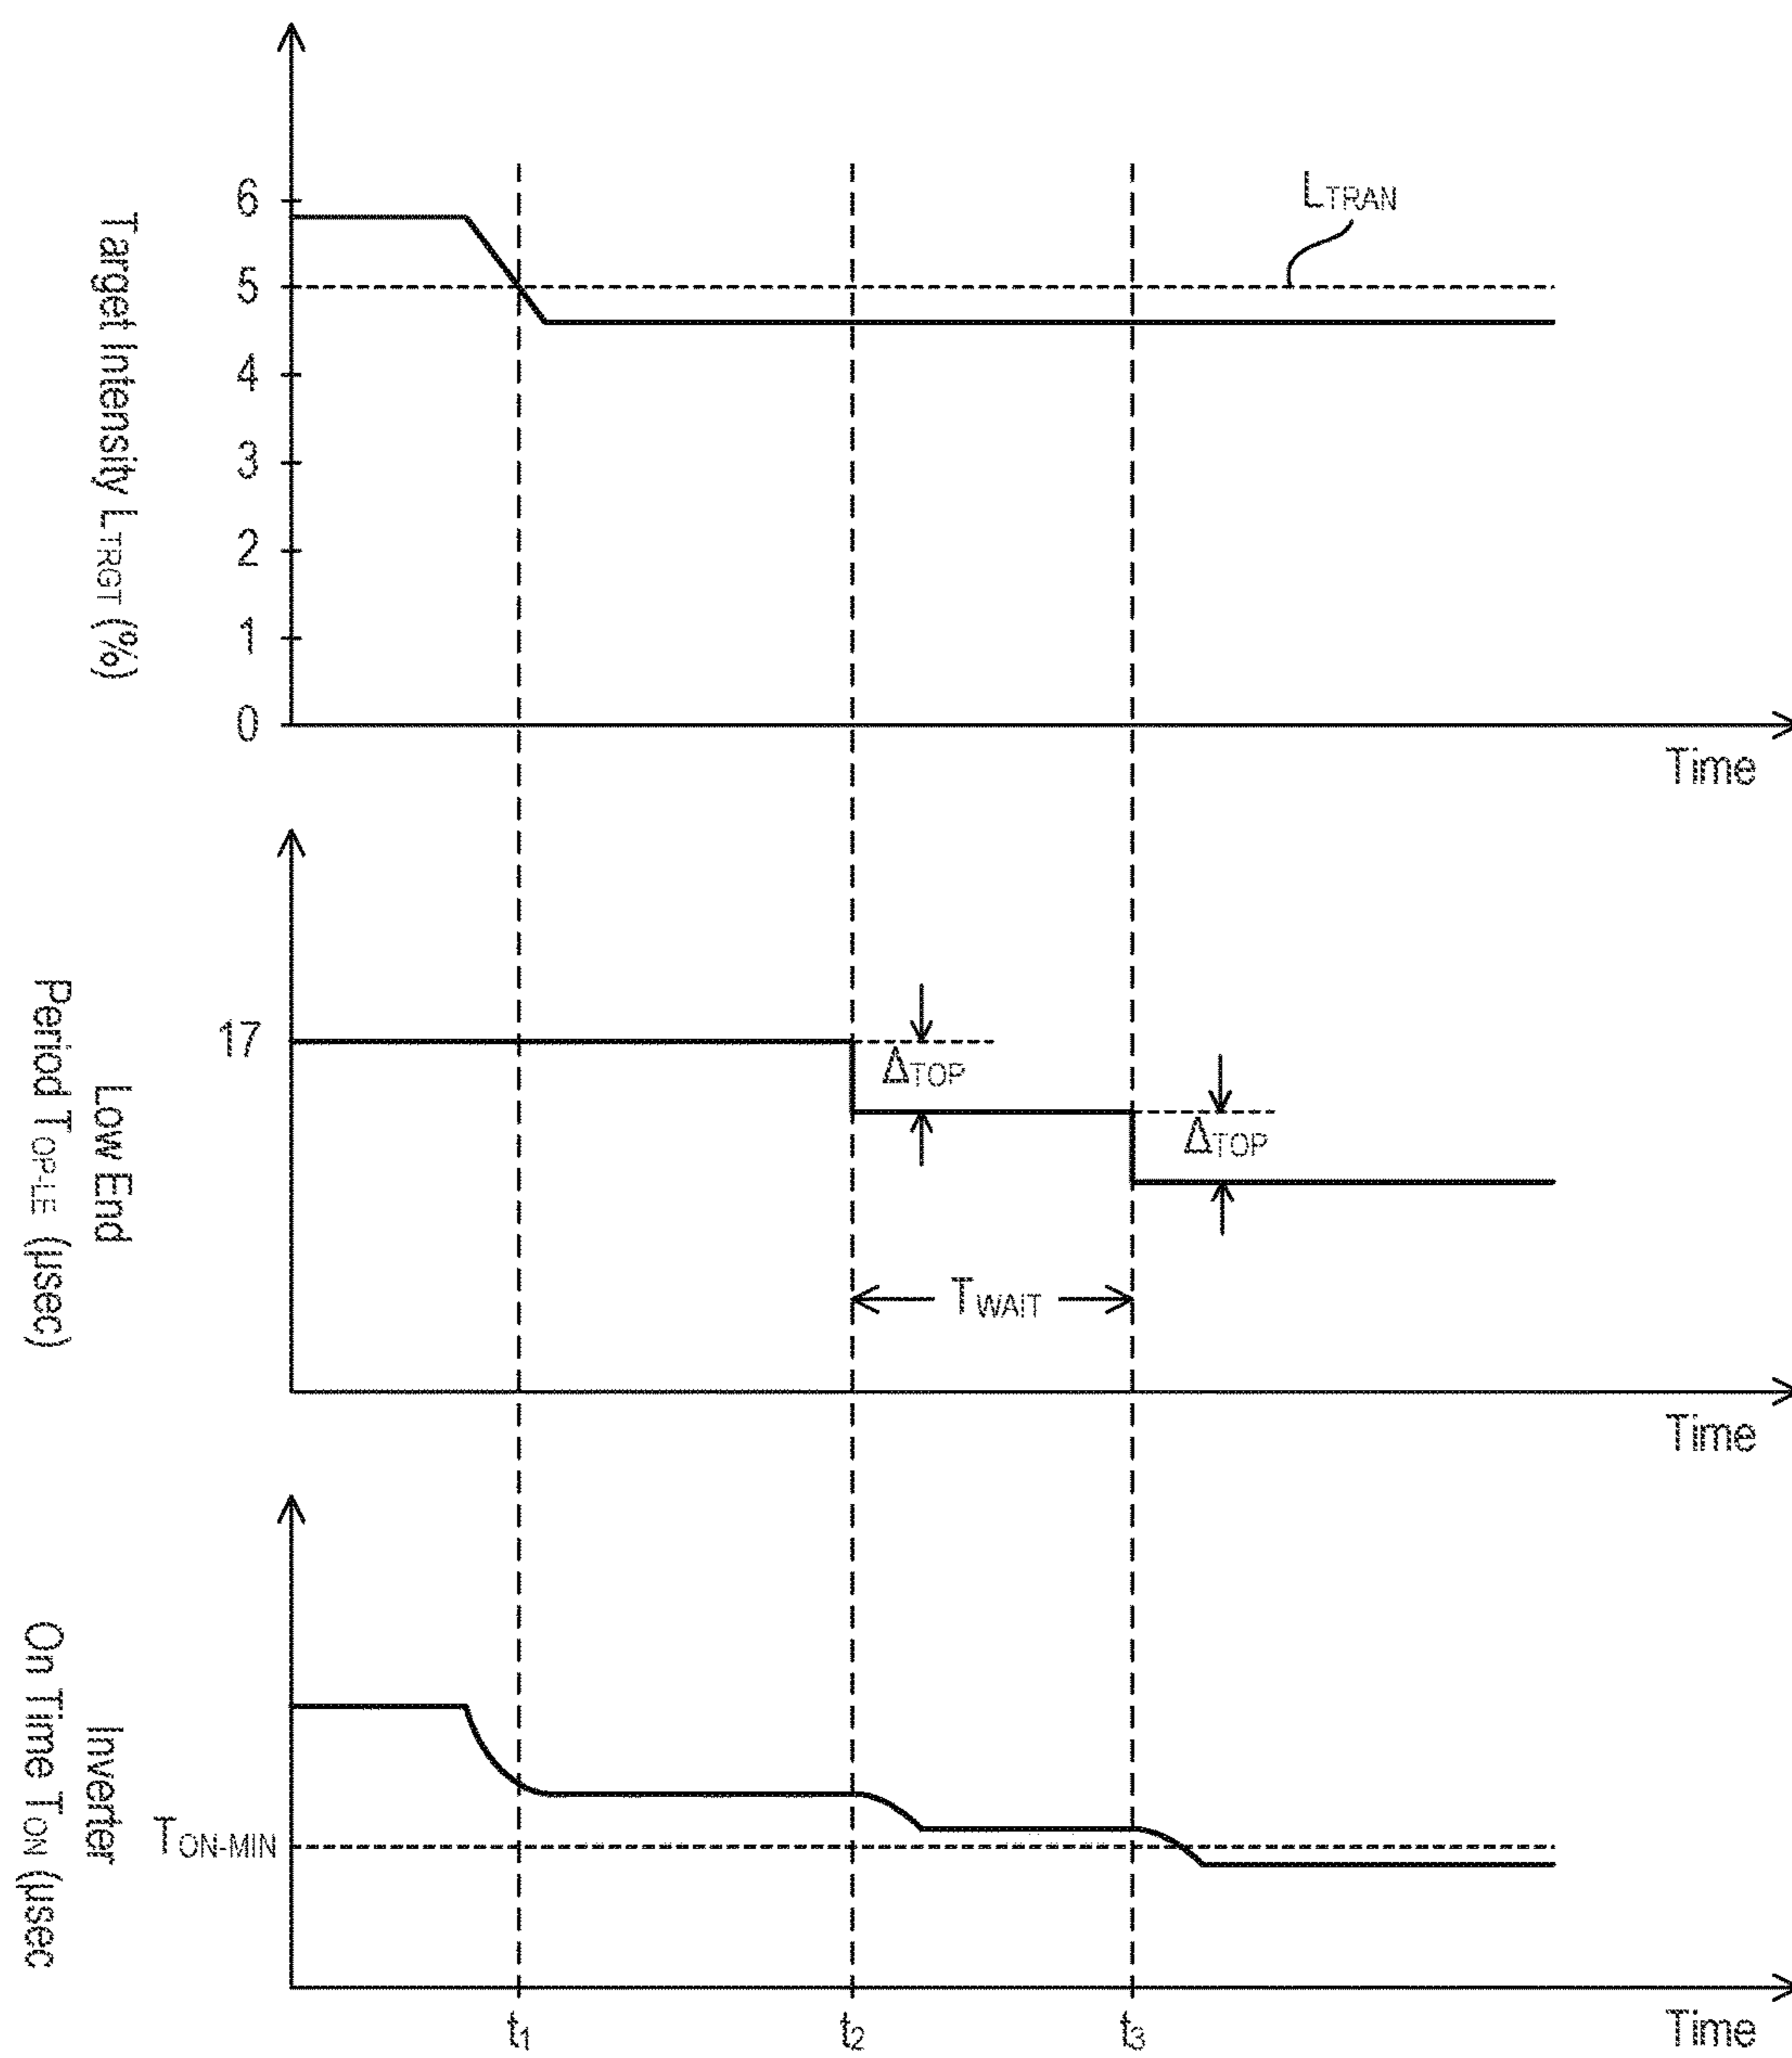 Target Intensity LTRGT (%)
6
5
4
3
2
1
0
LTRAN
Time
Low End
Period TOP-LE (µsec)
17
ΔTOP
ΔTOP
TWAIT
Time
Inverter
On Time TON (µsec
TON-MIN
t1
t2
t3
Time